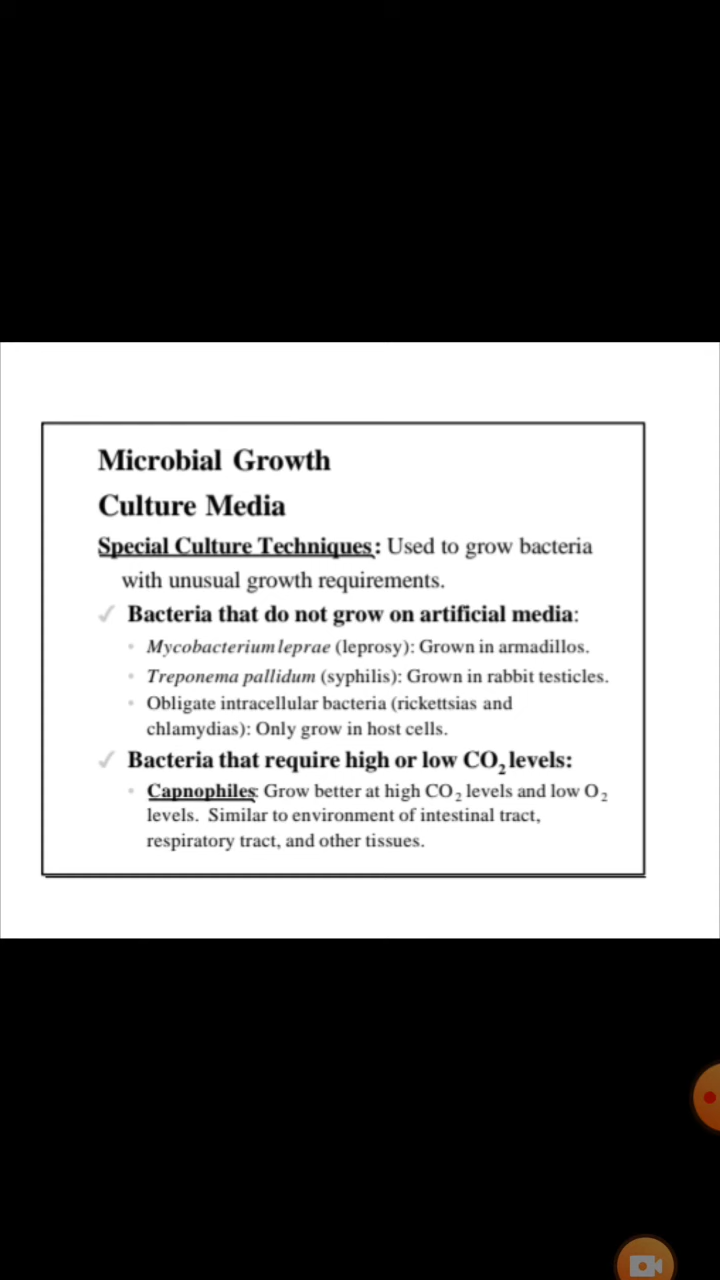 Microbial Growth
Culture Media
Special Culture Techniques: Used to grow bacteria
with unusual growth requirements.
✓ Bacteria that do not grow on artificial media:
• Mycobacterium leprae (leprosy): Grown in armadillos.
• Treponema pallidum (syphilis): Grown in rabbit testicles.
• Obligate intracellular bacteria (rickettsias and
chlamydias): Only grow in host cells.
✓ Bacteria that require high or low CO₂ levels:
• Capnophiles: Grow better at high CO₂ levels and low O₂
levels. Similar to environment of intestinal tract,
respiratory tract, and other tissues.